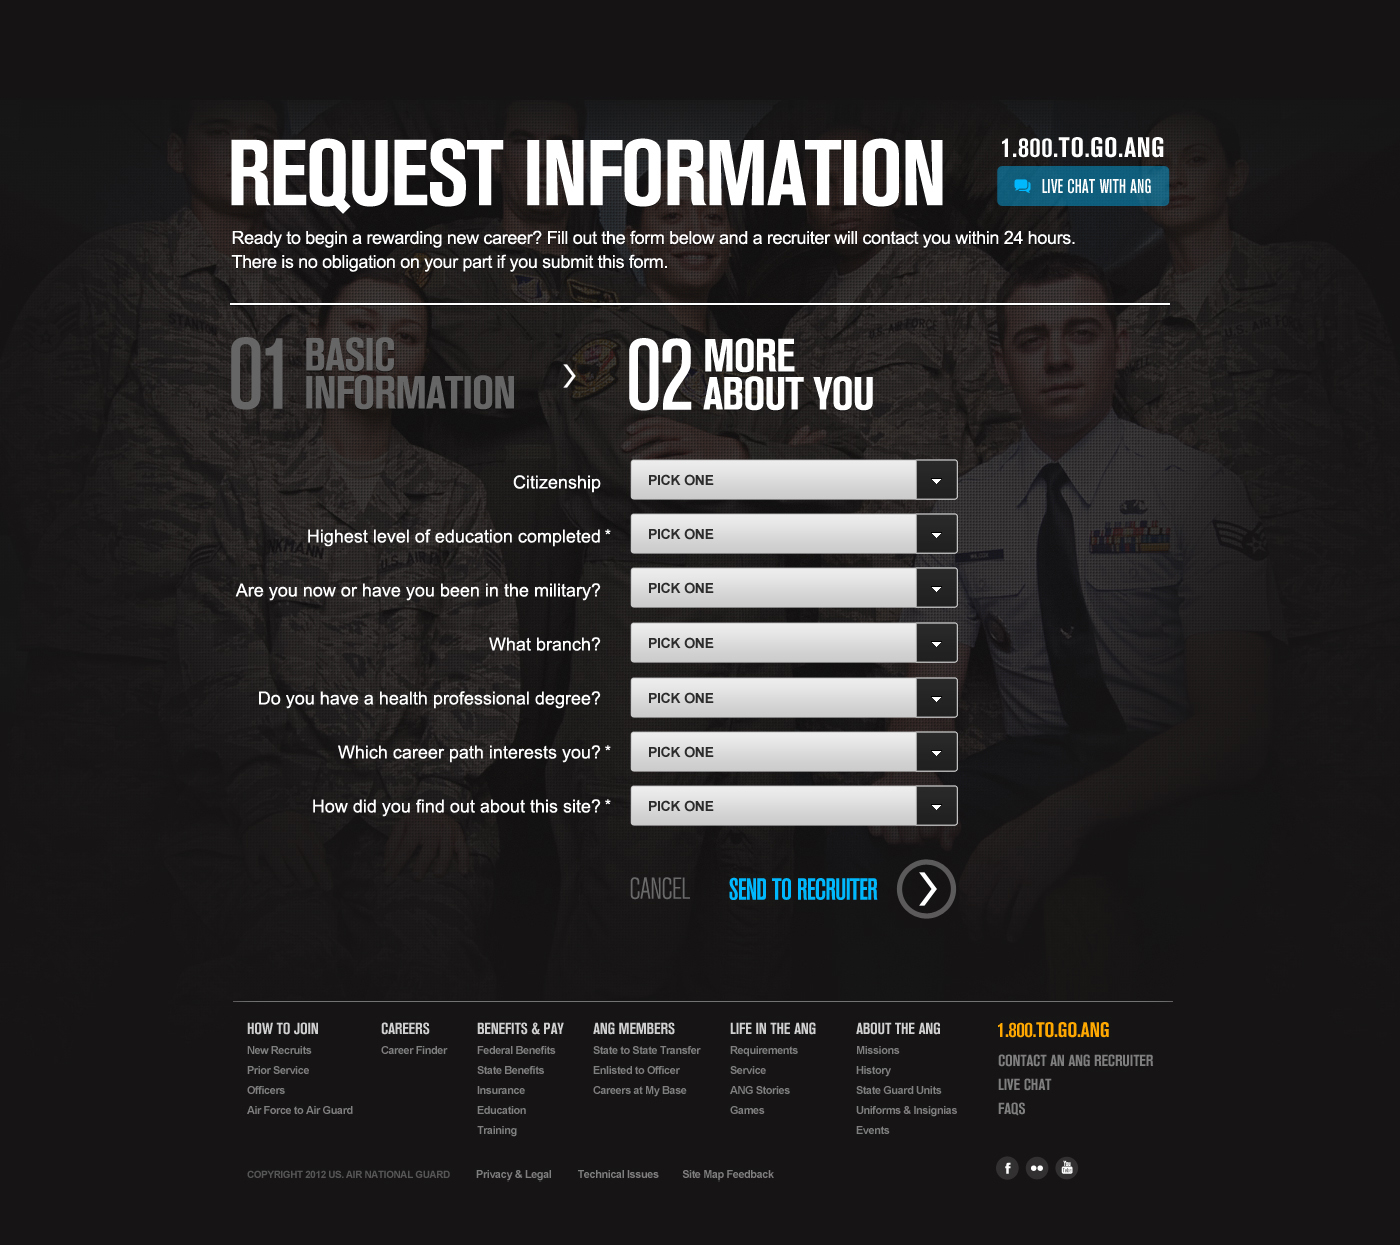 REQUEST INFORMATION
1.800.TO.GO.ANG
LIVE CHAT WITH ANG
Ready to begin a rewarding new career? Fill out the form below and a recruiter will contact you within 24 hours.
There is no obligation on your part if you submit this form.
STANTON
U.S. AIR FORCE
U.S. AIR FORCE
01 BASIC
INFORMATION
02 MORE
ABOUT YOU
Citizenship PICK ONE
Highest level of education completed * PICK ONE
U.S. AIR FORCE
Are you now or have you been in the military? PICK ONE
What branch? PICK ONE
Do you have a health professional degree? PICK ONE
Which career path interests you? * PICK ONE
How did you find out about this site? * PICK ONE
CANCEL SEND TO RECRUITER
HOW TO JOIN
New Recruits
Prior Service
Officers
Air Force to Air Guard
CAREERS
Career Finder
BENEFITS & PAY
Federal Benefits
State Benefits
Insurance
Education
Training
ANG MEMBERS
State to State Transfer
Enlisted to Officer
Careers at My Base
LIFE IN THE ANG
Requirements
Service
ANG Stories
Games
ABOUT THE ANG
Missions
History
State Guard Units
Uniforms & Insignias
Events
1.800.TO.GO.ANG
CONTACT AN ANG RECRUITER
LIVE CHAT
FAQS
COPYRIGHT 2012 US. AIR NATIONAL GUARD Privacy & Legal Technical Issues Site Map Feedback